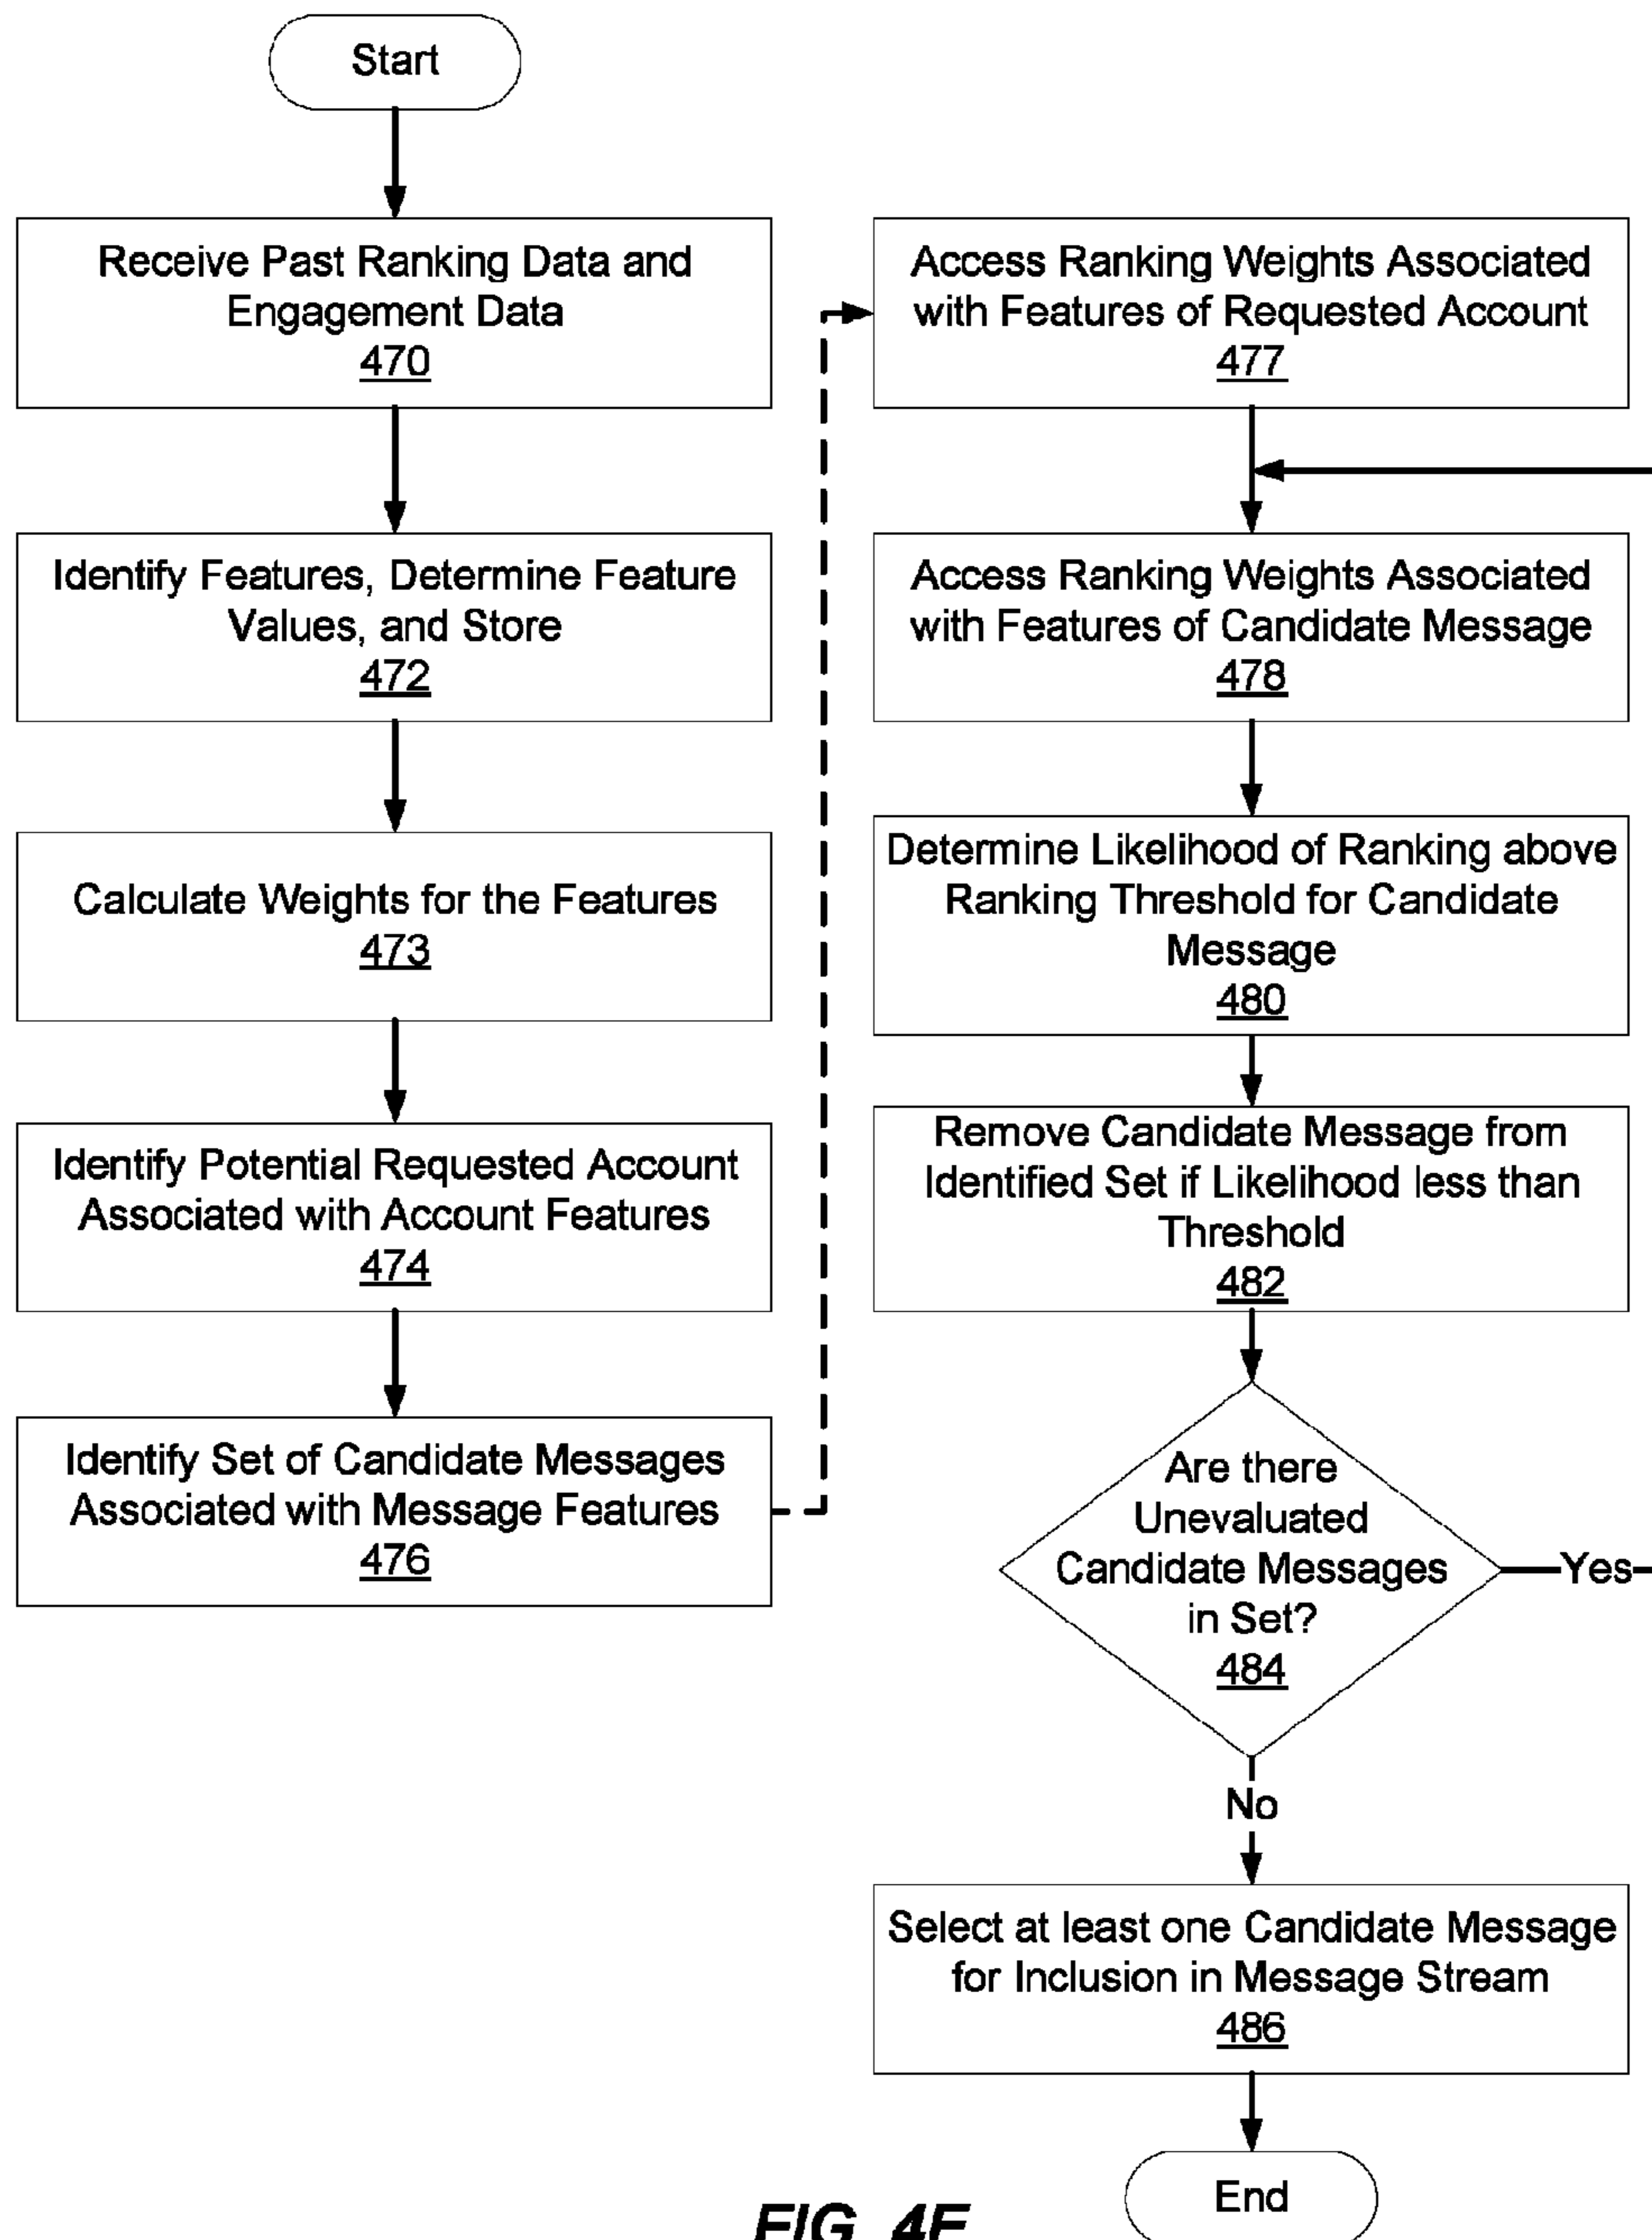 Start
Receive Past Ranking Data and
Engagement Data
470
Identify Features, Determine Feature
Values, and Store
472
Calculate Weights for the Features
473
Identify Potential Requested Account
Associated with Account Features
474
Identify Set of Candidate Messages
Associated with Message Features
476
Access Ranking Weights Associated
with Features of Requested Account
477
Access Ranking Weights Associated
with Features of Candidate Message
478
Determine Likelihood of Ranking above
Ranking Threshold for Candidate
Message
480
Remove Candidate Message from
Identified Set if Likelihood less than
Threshold
482
Are there
Unevaluated
Candidate Messages
in Set?
484
Yes
No
Select at least one Candidate Message
for Inclusion in Message Stream
486
End
FIG. 4E